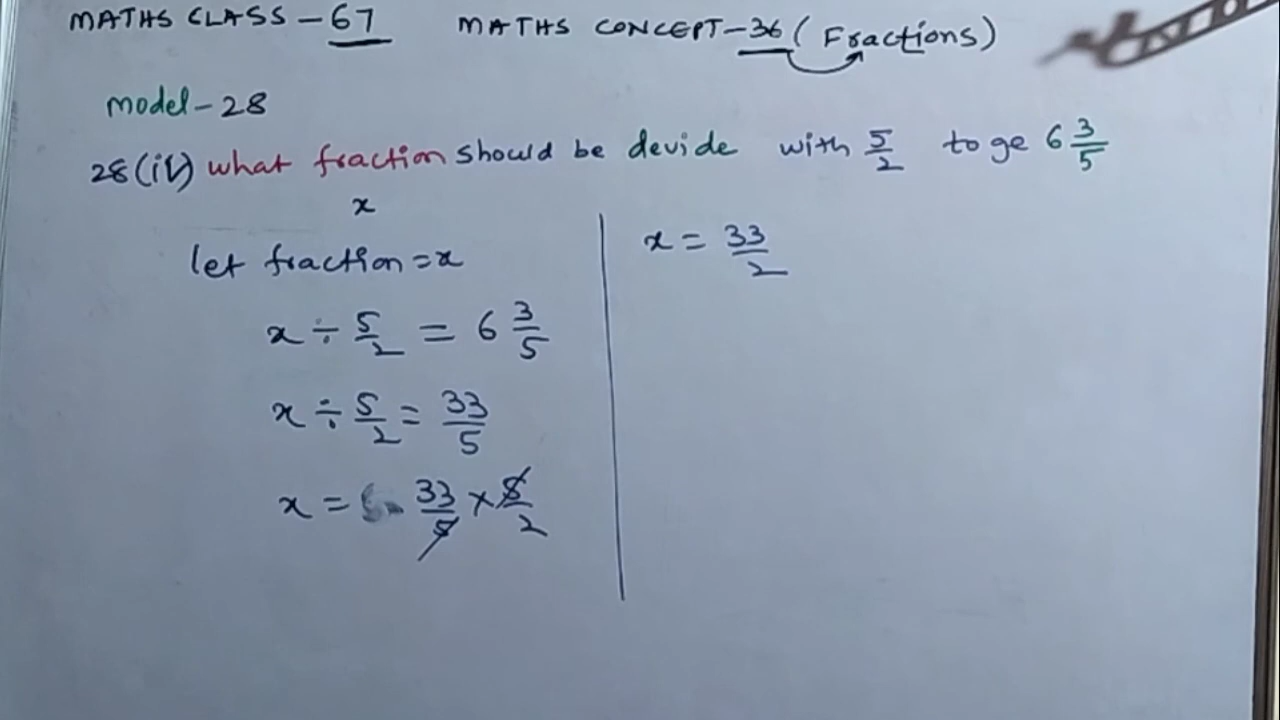 MATHS CLASS - 67 MATHS CONCEPT-36 (Fractions)
model - 28
28(iv) what fraction should be devide with 5/2 to ge 6 3/5
x
let fraction = x
x ÷ 5/2 = 6 3/5
x ÷ 5/2 = 33/5
x = 33/5 × 5/2
x = 33/2